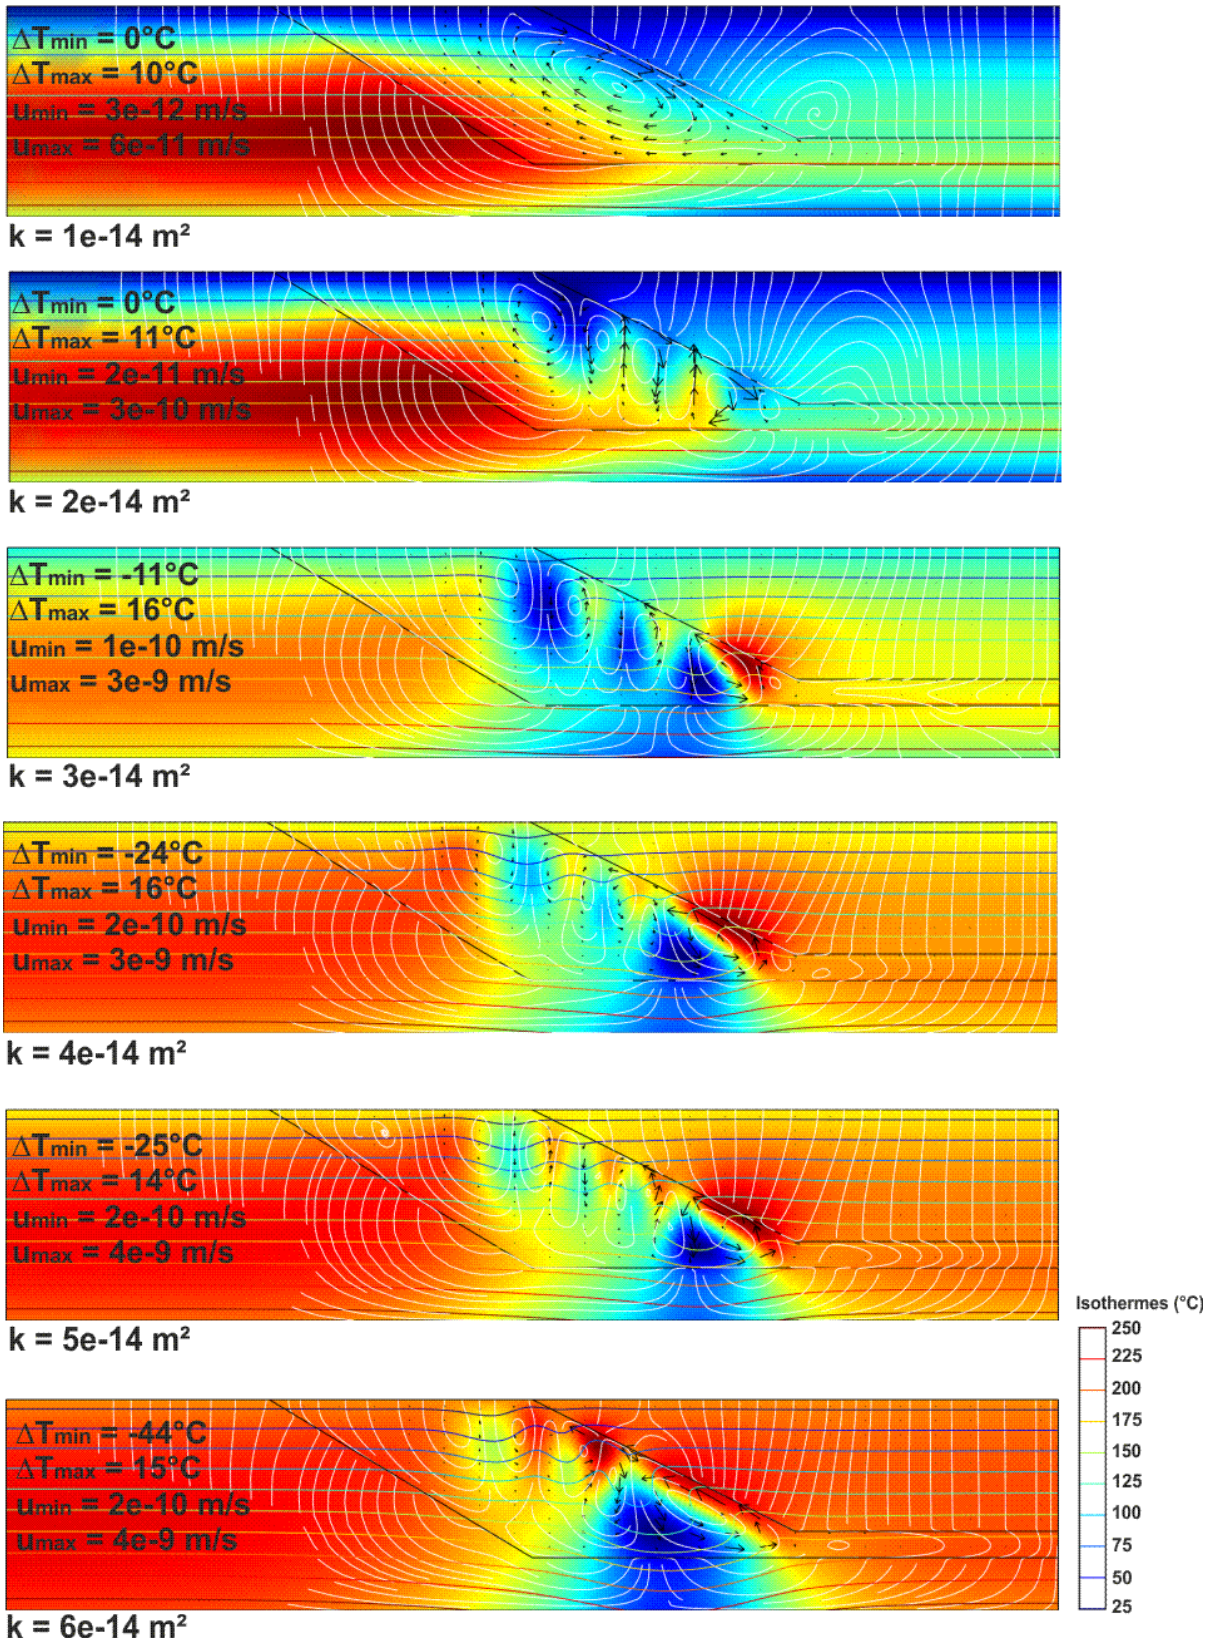 ΔTmin = 0°C
ΔTmax = 10°C
umin = 3e-12 m/s
umax = 6e-11 m/s
k = 1e-14 m²
ΔTmin = 0°C
ΔTmax = 11°C
umin = 2e-11 m/s
umax = 3e-10 m/s
k = 2e-14 m²
ΔTmin = -11°C
ΔTmax = 16°C
umin = 1e-10 m/s
umax = 3e-9 m/s
k = 3e-14 m²
ΔTmin = -24°C
ΔTmax = 16°C
umin = 2e-10 m/s
umax = 3e-9 m/s
k = 4e-14 m²
ΔTmin = -25°C
ΔTmax = 14°C
umin = 2e-10 m/s
umax = 4e-9 m/s
k = 5e-14 m²
ΔTmin = -44°C
ΔTmax = 15°C
umin = 2e-10 m/s
umax = 4e-9 m/s
k = 6e-14 m²
Isothermes (°C)
250
225
200
175
150
125
100
75
50
25